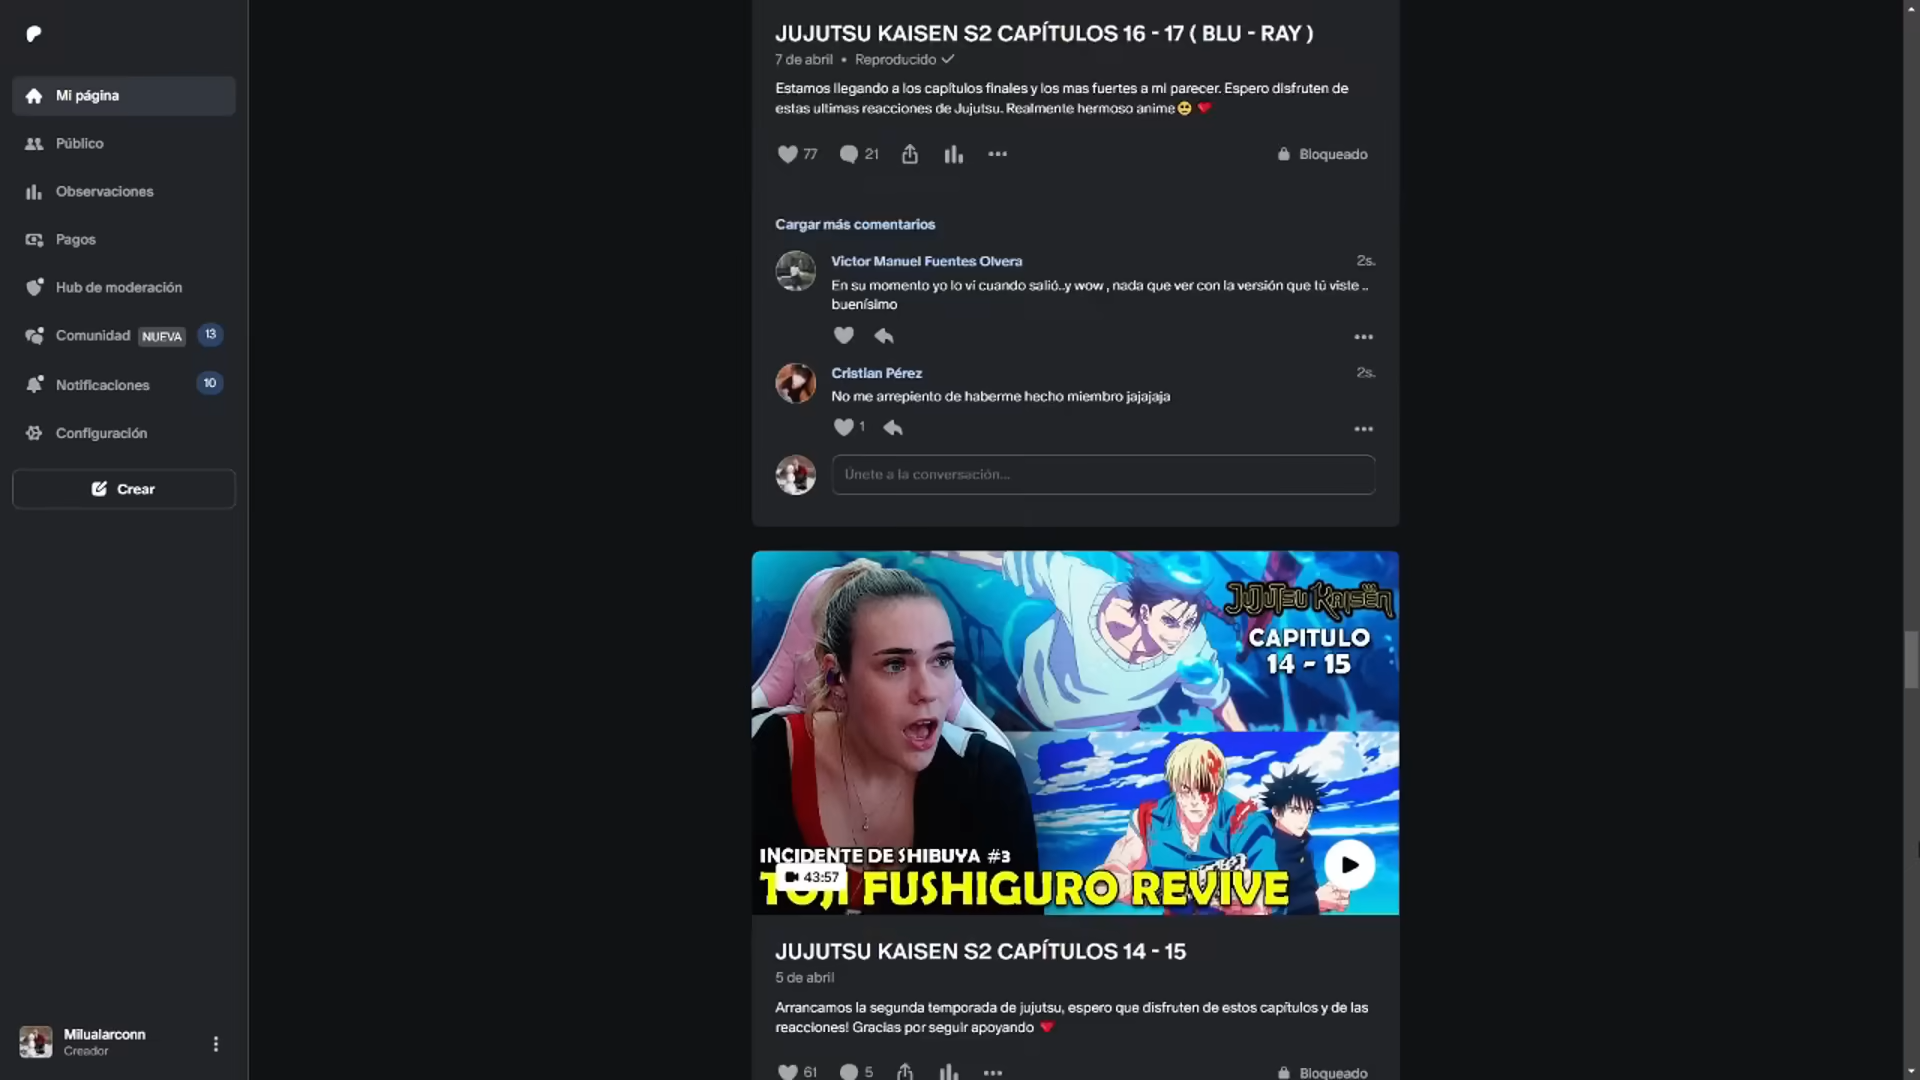 Mi página
Público
Observaciones
Pagos
Hub de moderación
Comunidad NUEVA 13
Notificaciones 10
Configuración
Crear
Milualarconn
Creador
JUJUTSU KAISEN S2 CAPÍTULOS 16 - 17 ( BLU - RAY )
7 de abril • Reproducido
Estamos llegando a los capítulos finales y los mas fuertes a mi parecer. Espero disfruten de
estas ultimas reacciones de Jujutsu. Realmente hermoso anime
77 21 Bloqueado
Cargar más comentarios
Victor Manuel Fuentes Olvera 2s.
En su momento yo lo vi cuando salió..y wow , nada que ver con la versión que tú viste ..
buenísimo
Cristian Pérez 2s.
No me arrepiento de haberme hecho miembro jajajaja
1
Únete a la conversación...
JUJUTSU KAISEN
CAPITULO
14 - 15
INCIDENTE DE SHIBUYA #3
43:57
TOJI FUSHIGURO REVIVE
JUJUTSU KAISEN S2 CAPÍTULOS 14 - 15
5 de abril
Arrancamos la segunda temporada de jujutsu, espero que disfruten de estos capítulos y de las
reacciones! Gracias por seguir apoyando
61 5 Bloqueado